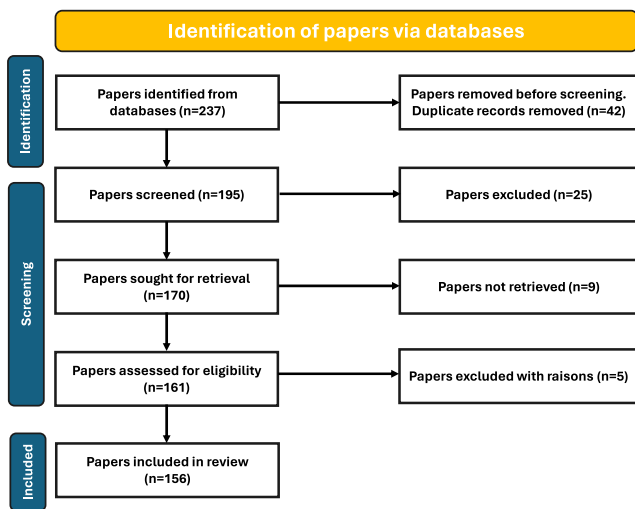 Identification of papers via databases
Identification
Papers identified from
databases (n=237)
Papers removed before screening.
Duplicate records removed (n=42)
Screening
Papers screened (n=195)
Papers excluded (n=25)
Papers sought for retrieval
(n=170)
Papers not retrieved (n=9)
Papers assessed for eligibility
(n=161)
Papers excluded with raisons (n=5)
Included
Papers included in review
(n=156)